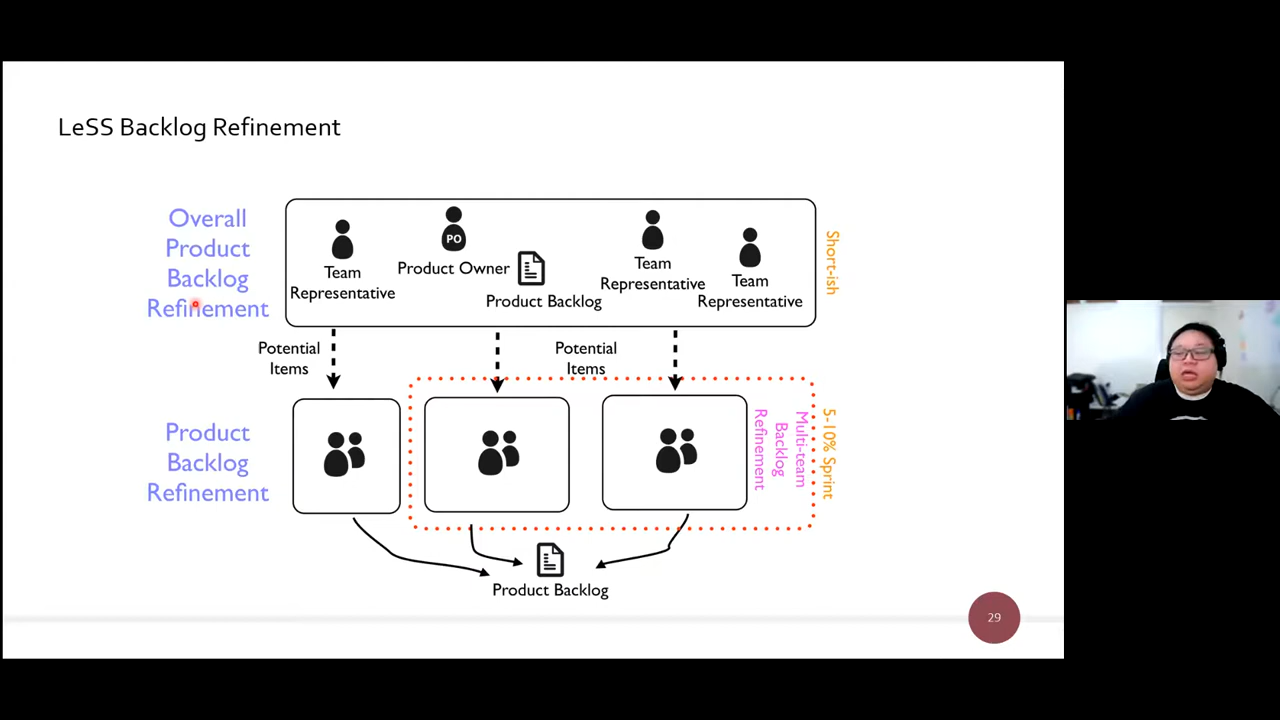 LeSS Backlog Refinement
Overall
Product
Backlog
Refinement
Team
Representative
PO
Product Owner
Product Backlog
Team
Representative
Team
Representative
Short-ish
Potential
Items
Potential
Items
Product
Backlog
Refinement
Multi-team
Backlog
Refinement
5-10% Sprint
Product Backlog
29